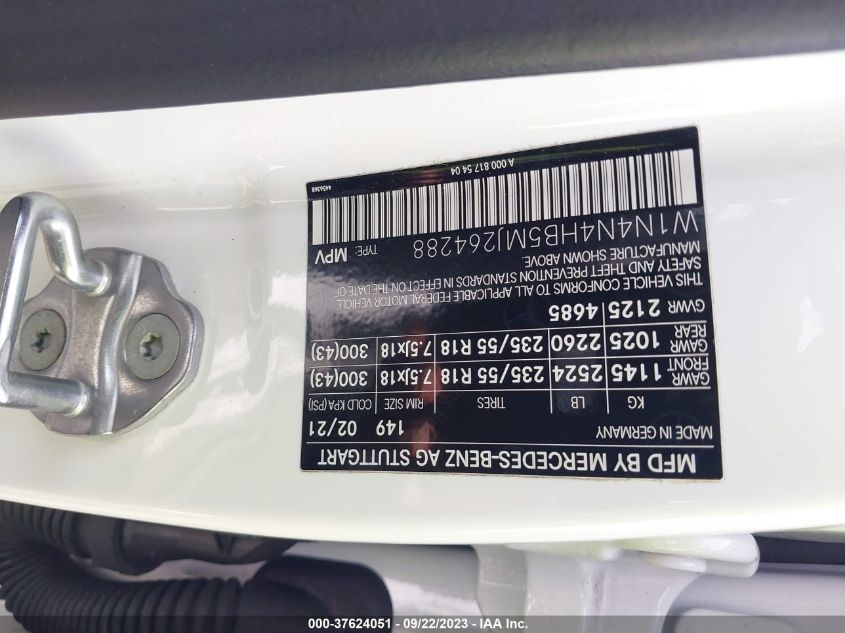 MFD BY MERCEDES-BENZ AG STUTTGART
MADE IN GERMANY 149 02/21
KG LB TIRES RIM SIZE COLD KPA(PSI)
GAWR FRONT 1145 2524 235/55 R18 7.5Jx18 300(43)
GAWR REAR 1025 2260 235/55 R18 7.5Jx18 300(43)
GVWR 2125 4685
THIS VEHICLE CONFORMS TO ALL APPLICABLE FEDERAL MOTOR VEHICLE
SAFETY AND THEFT PREVENTION STANDARDS IN EFFECT ON THE DATE OF
MANUFACTURE SHOWN ABOVE.
W1N4N4HB5MJ264288 TYPE: MPV
A 000 817 54 04
4456368
000-37624051 - 09/22/2023 - IAA Inc.